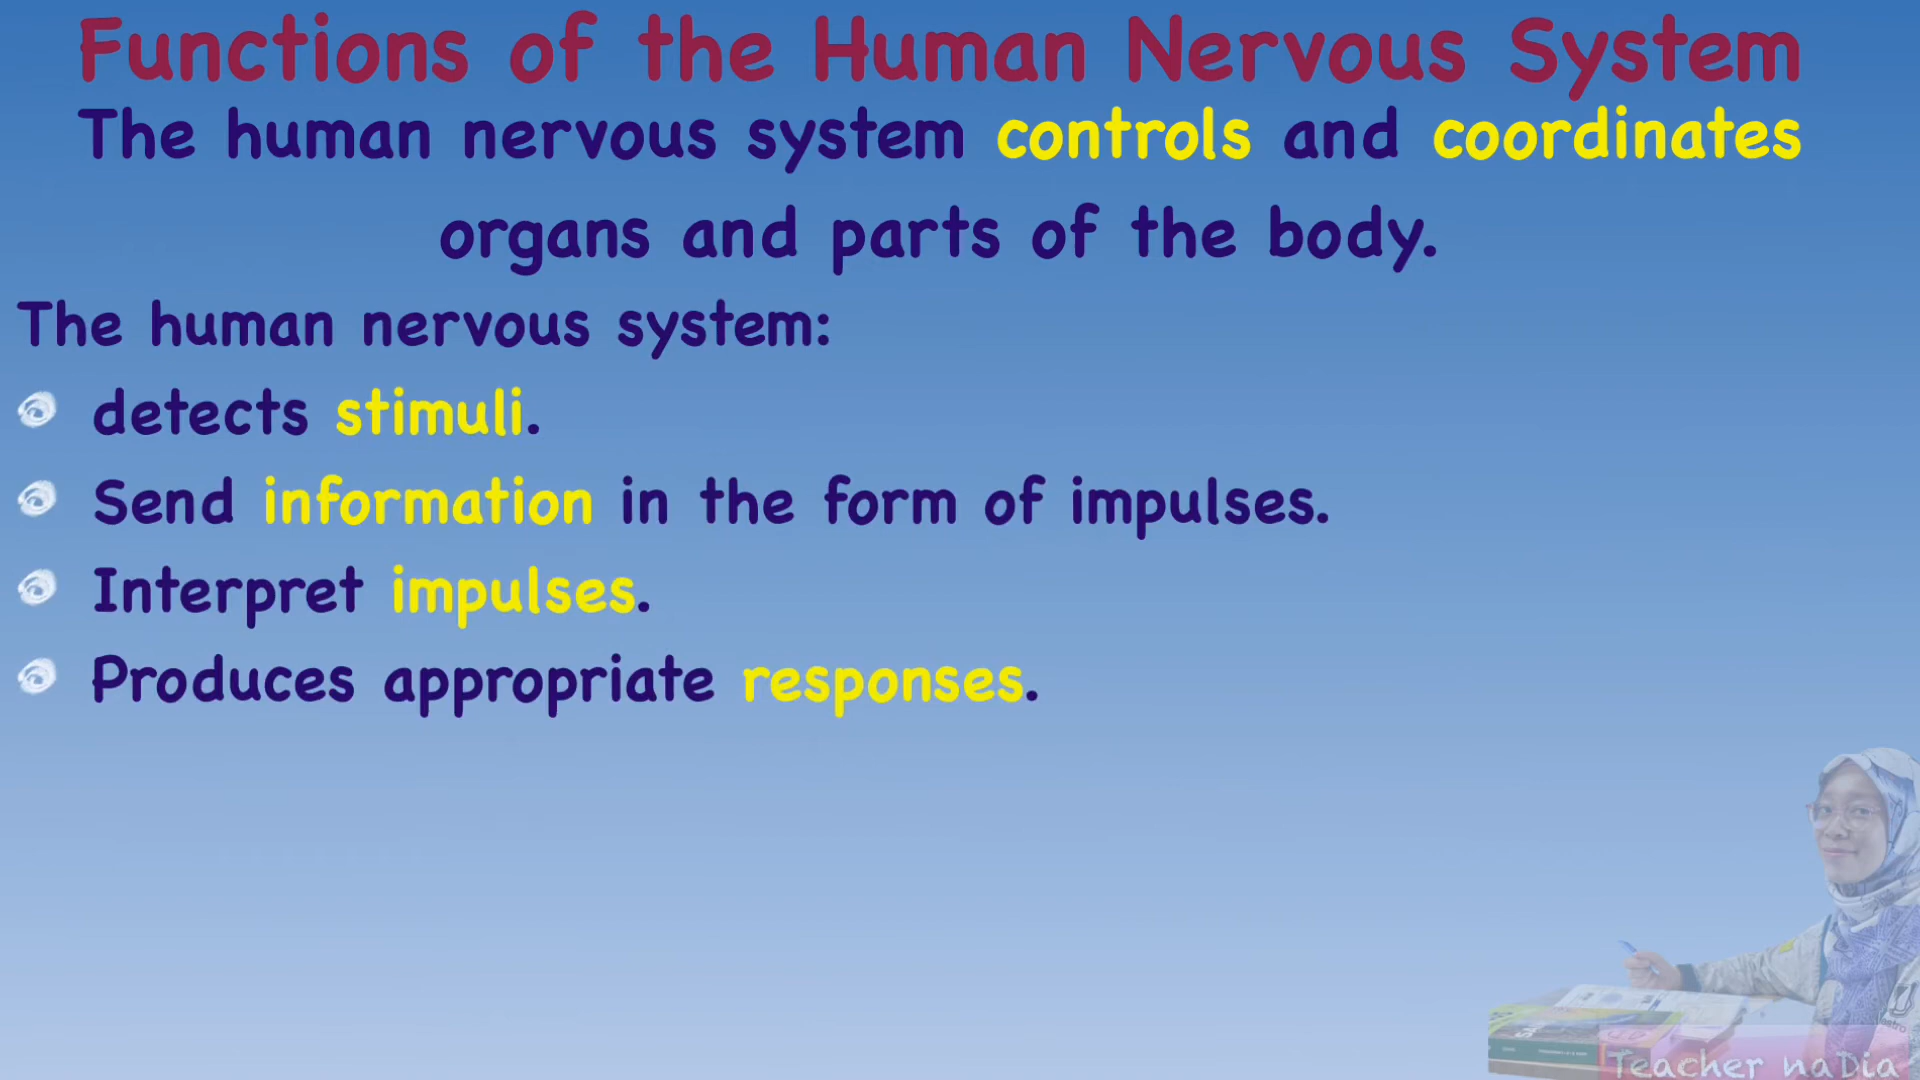 Functions of the Human Nervous System
The human nervous system controls and coordinates
organs and parts of the body.
The human nervous system:
detects stimuli.
Send information in the form of impulses.
Interpret impulses.
Produces appropriate responses.
Teacher naDia